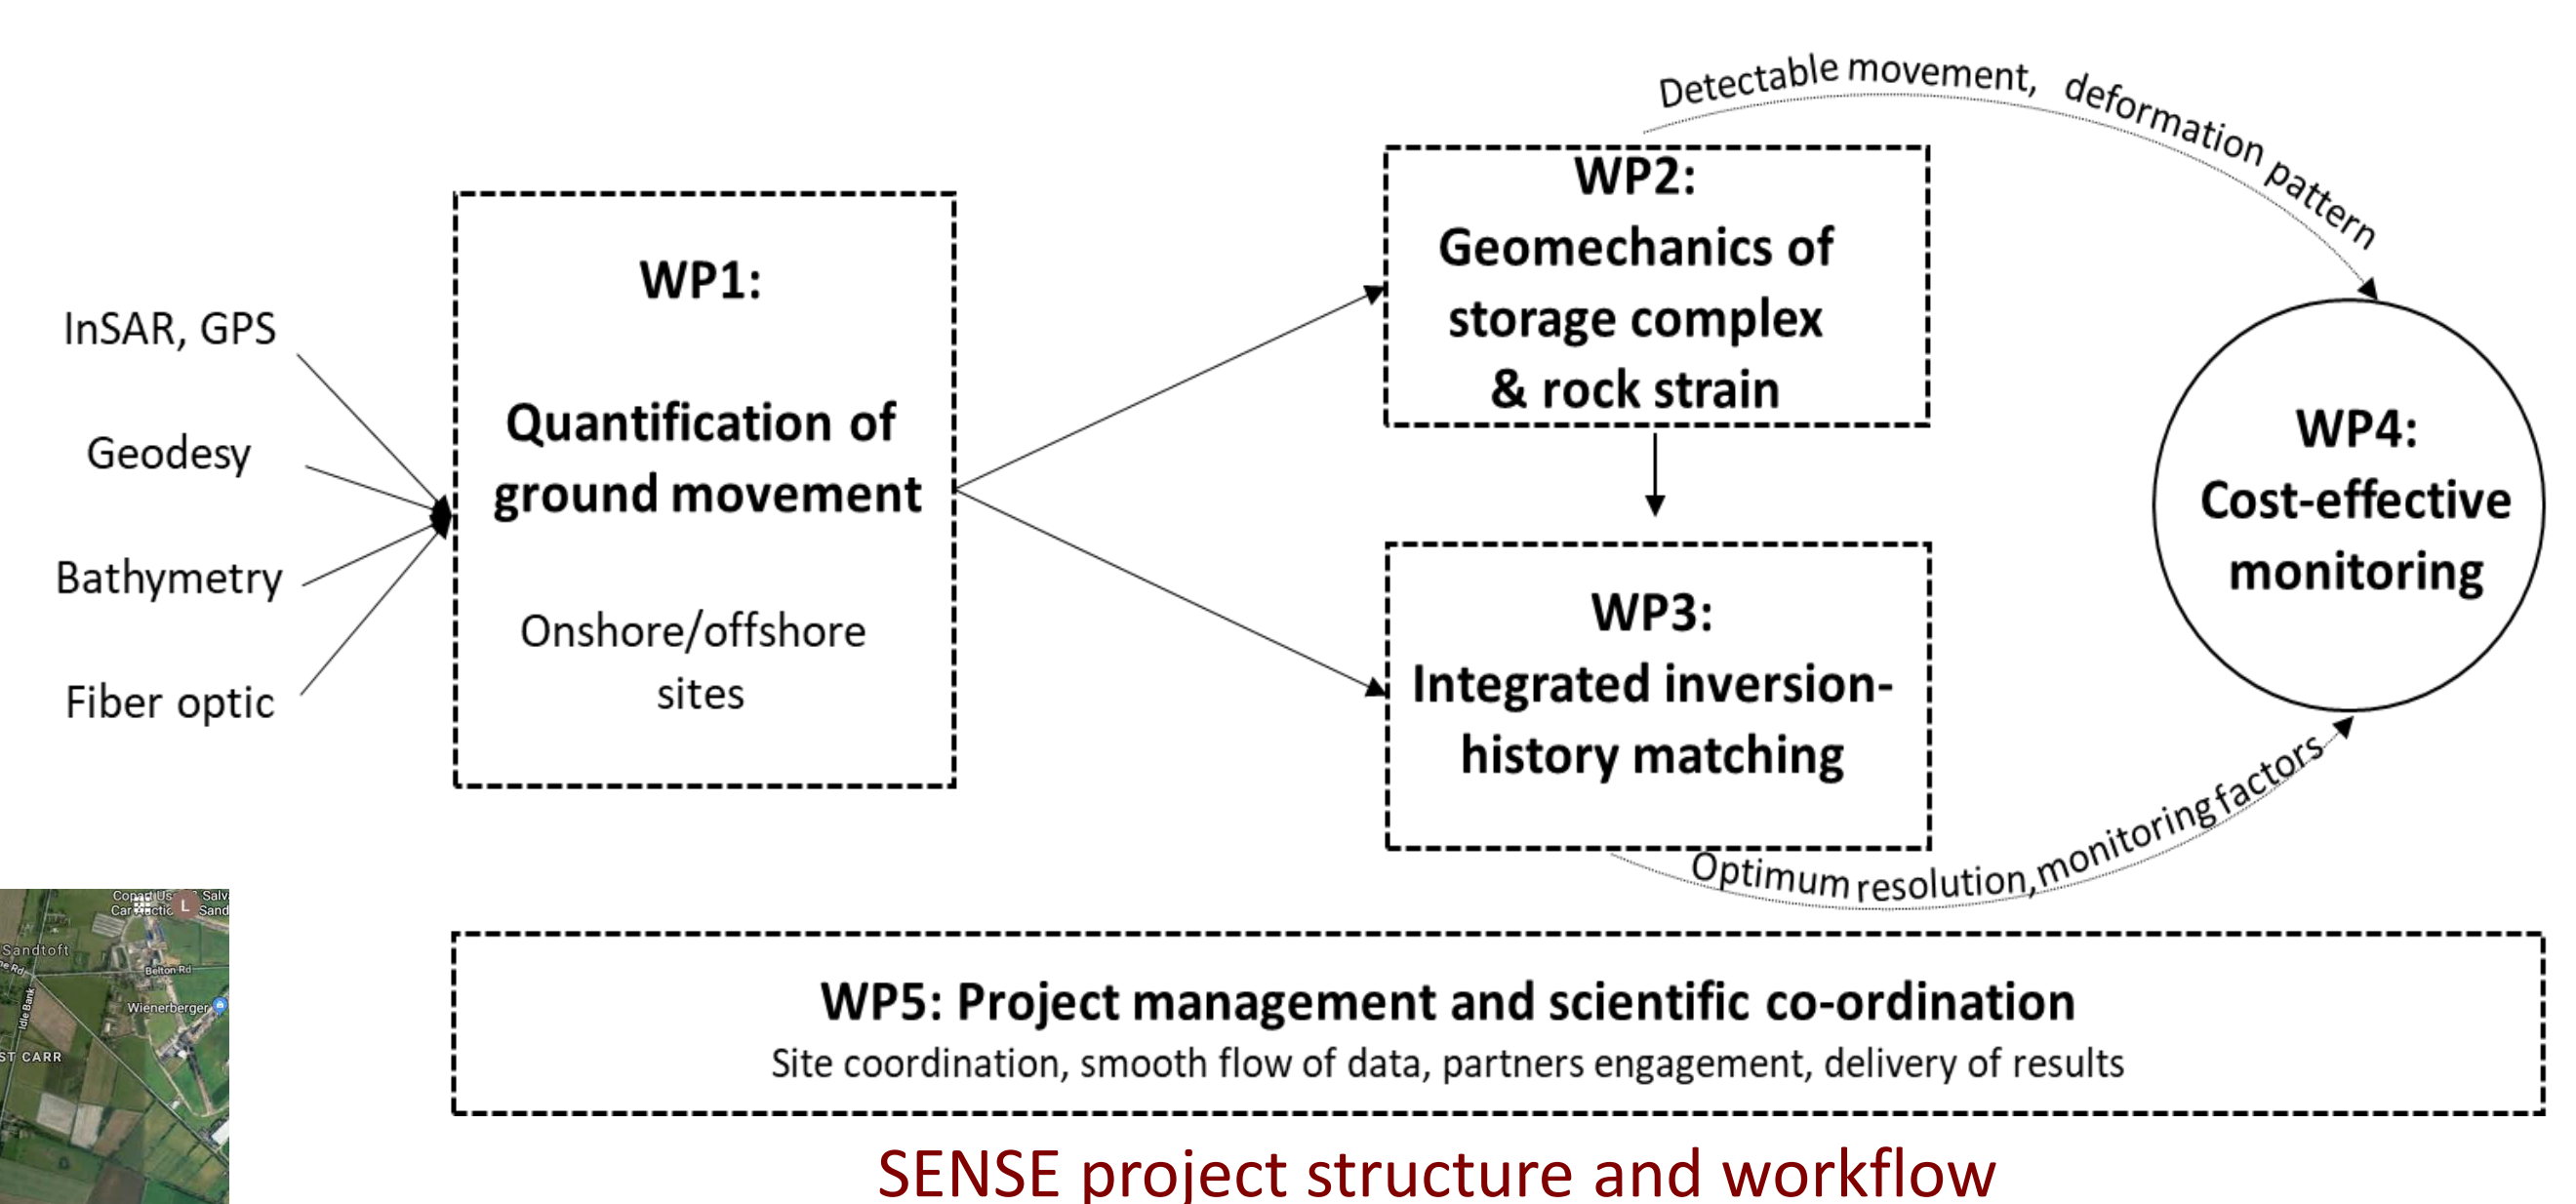 Detectable movement, deformation pattern
WP1:
Quantification of
ground movement
Onshore/offshore
sites
InSAR, GPS
Geodesy
Bathymetry
Fiber optic
WP2:
Geomechanics of
storage complex
& rock strain
WP3:
Integrated inversion-
history matching
WP4:
Cost-effective
monitoring
Optimum resolution, monitoring factors
WP5: Project management and scientific co-ordination
Site coordination, smooth flow of data, partners engagement, delivery of results
SENSE project structure and workflow
L
Sandtoft
Belton Rd
Idle Bank
Wienerberger
CARR